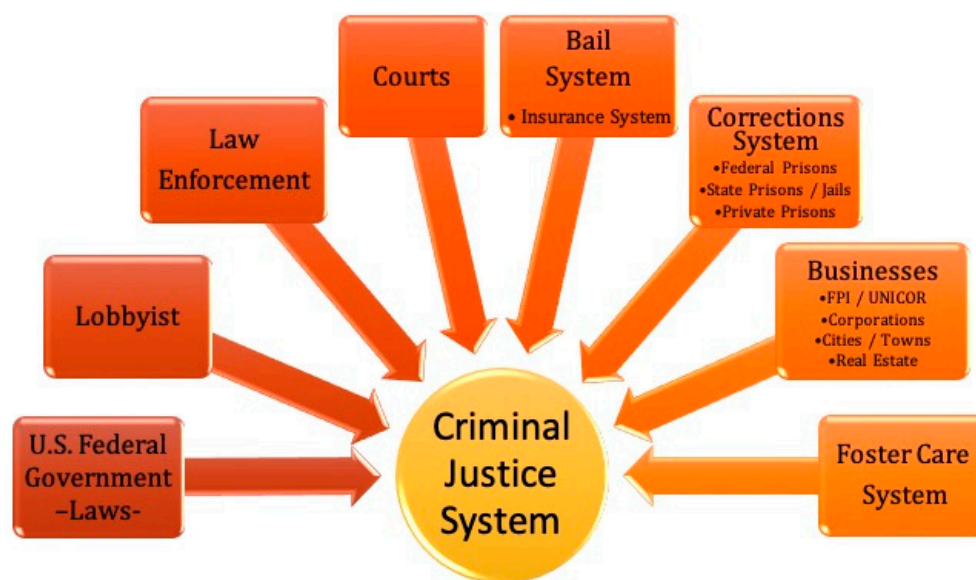 U.S. Federal
Government
–Laws-
Lobbyist
Law
Enforcement
Courts
Bail
System
• Insurance System
Corrections
System
•Federal Prisons
•State Prisons / Jails
•Private Prisons
Businesses
•FPI / UNICOR
•Corporations
•Cities / Towns
•Real Estate
Foster Care
System
Criminal
Justice
System